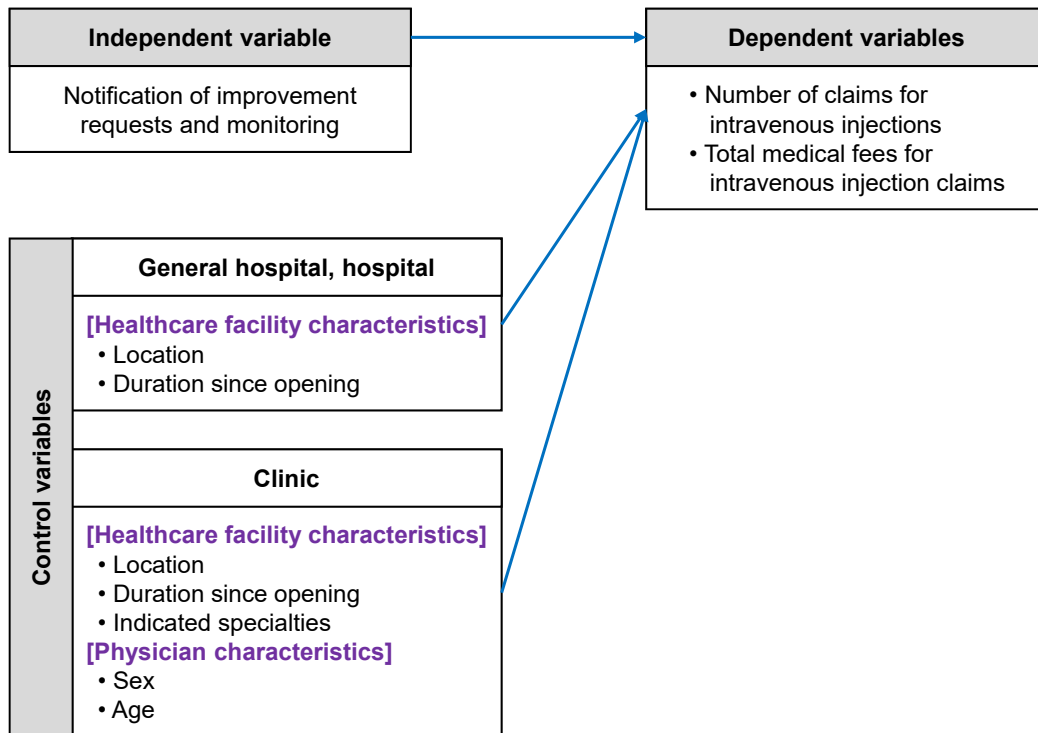 Independent variable
Notification of improvement
requests and monitoring
Dependent variables
• Number of claims for
intravenous injections
• Total medical fees for
intravenous injection claims
Control variables
General hospital, hospital
[Healthcare facility characteristics]
• Location
• Duration since opening
Clinic
[Healthcare facility characteristics]
• Location
• Duration since opening
• Indicated specialties
[Physician characteristics]
• Sex
• Age